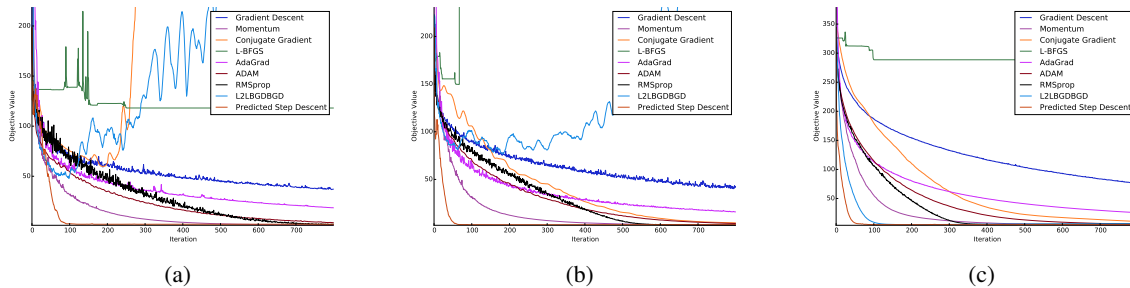 200
150
100
50
Objective Value
0 100 200 300 400 500 600 700
Iteration
Gradient Descent
Momentum
Conjugate Gradient
L-BFGS
AdaGrad
ADAM
RMSprop
L2LBGDBGD
Predicted Step Descent
(a)
200
150
100
50
Objective Value
0 100 200 300 400 500 600 700
Iteration
Gradient Descent
Momentum
Conjugate Gradient
L-BFGS
AdaGrad
ADAM
RMSprop
L2LBGDBGD
Predicted Step Descent
(b)
350
300
250
200
150
100
50
Objective Value
0 100 200 300 400 500 600 700
Iteration
Gradient Descent
Momentum
Conjugate Gradient
L-BFGS
AdaGrad
ADAM
RMSprop
L2LBGDBGD
Predicted Step Descent
(c)